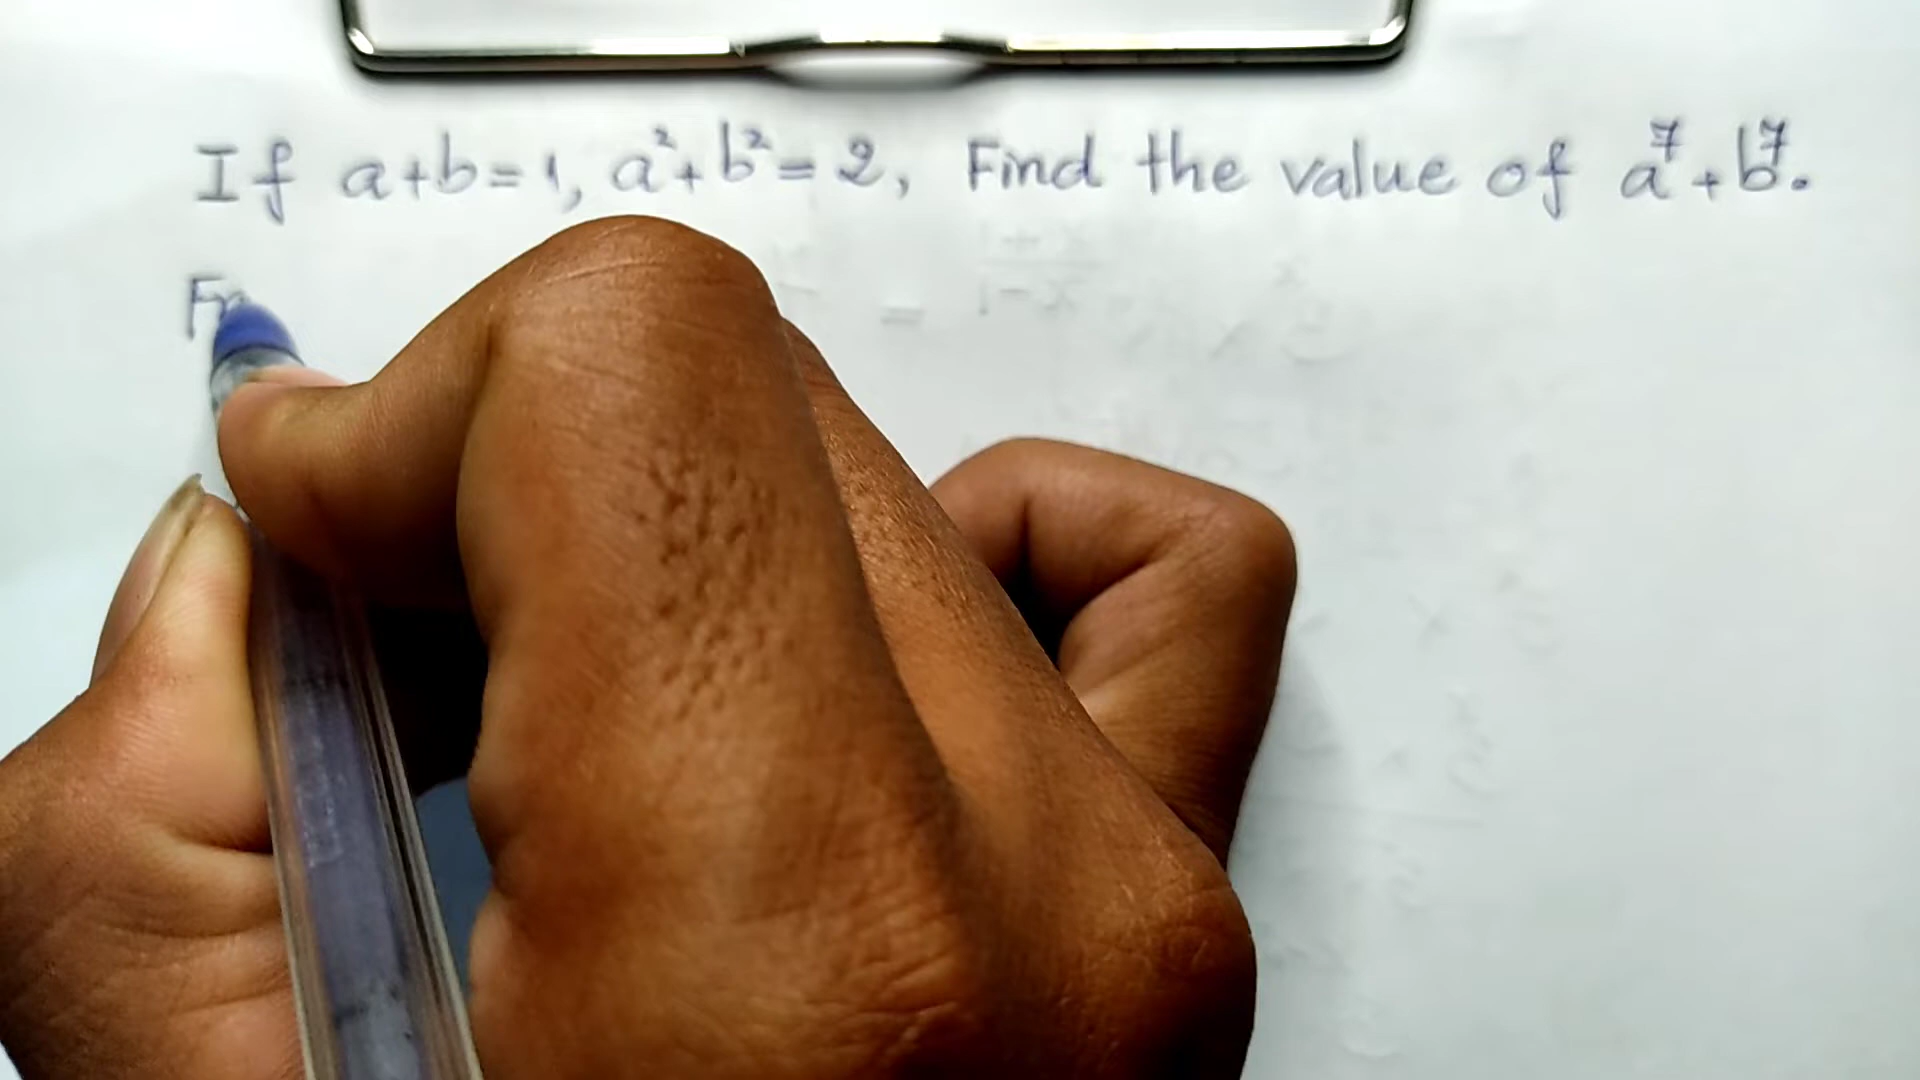 If a+b=1, a²+b²=2, Find the value of a⁷+b⁷.